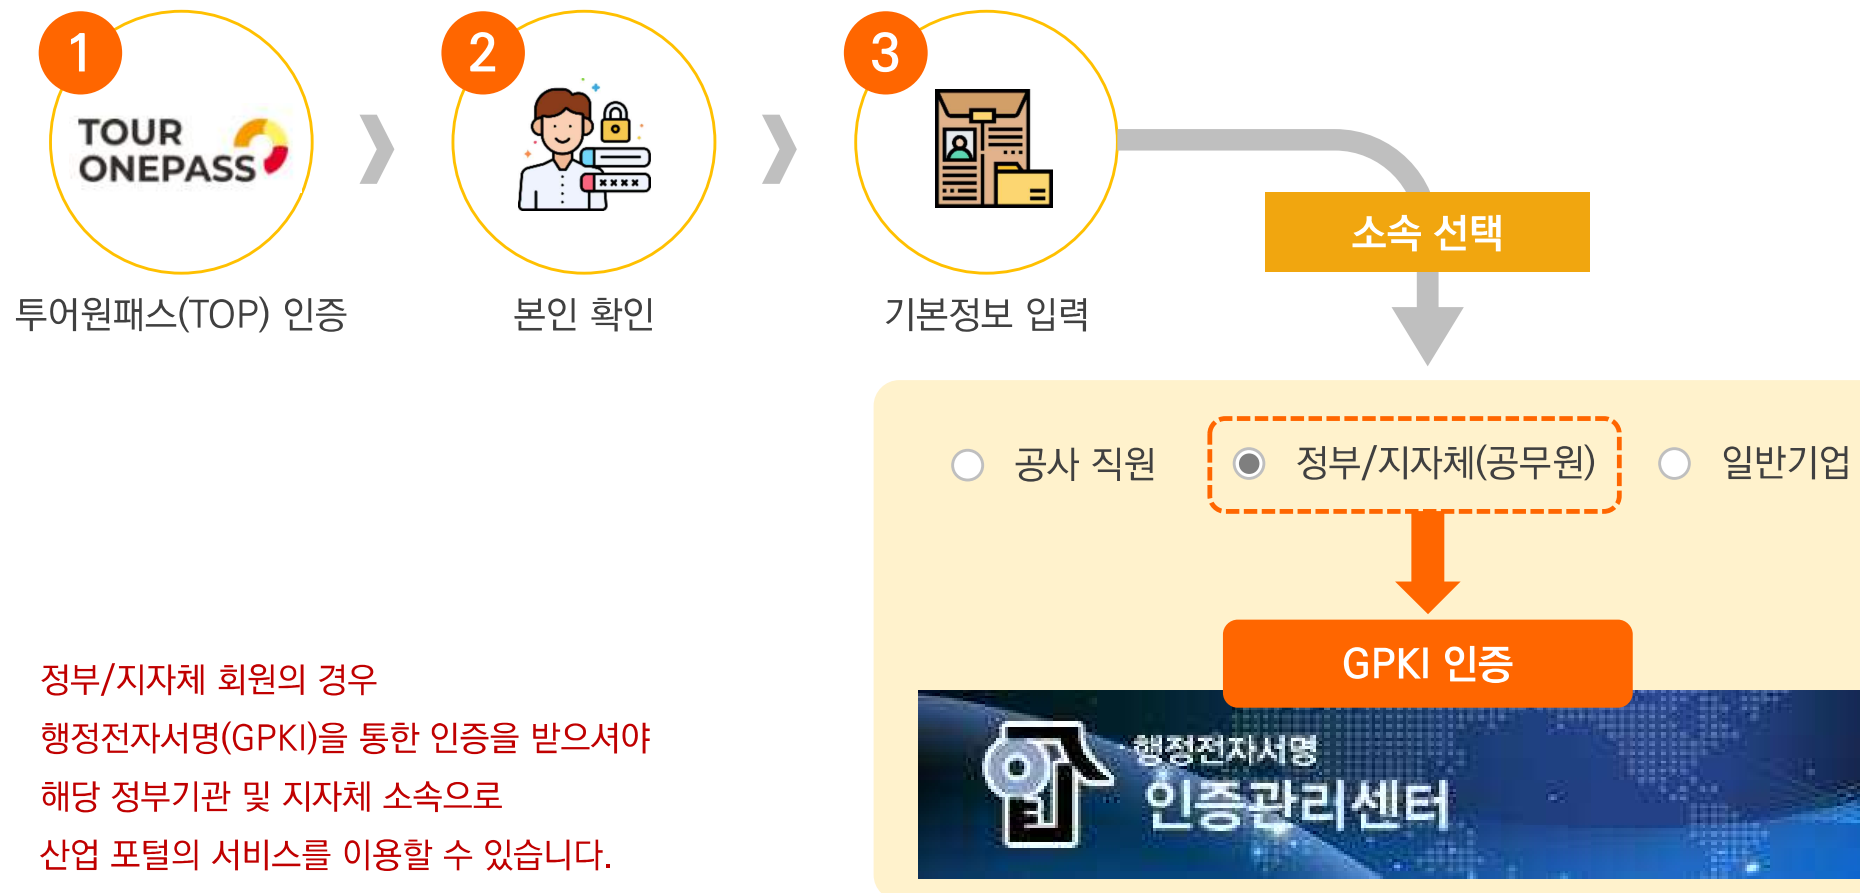 1
2
3
TOUR
ONEPASS
투어원패스(TOP) 인증
본인 확인
××××
기본정보 입력
소속 선택
공사 직원
정부/지자체(공무원)
일반기업
GPKI 인증
행정전자서명
인증관리센터
정부/지자체 회원의 경우
행정전자서명(GPKI)을 통한 인증을 받으셔야
해당 정부기관 및 지자체 소속으로
산업 포털의 서비스를 이용할 수 있습니다.